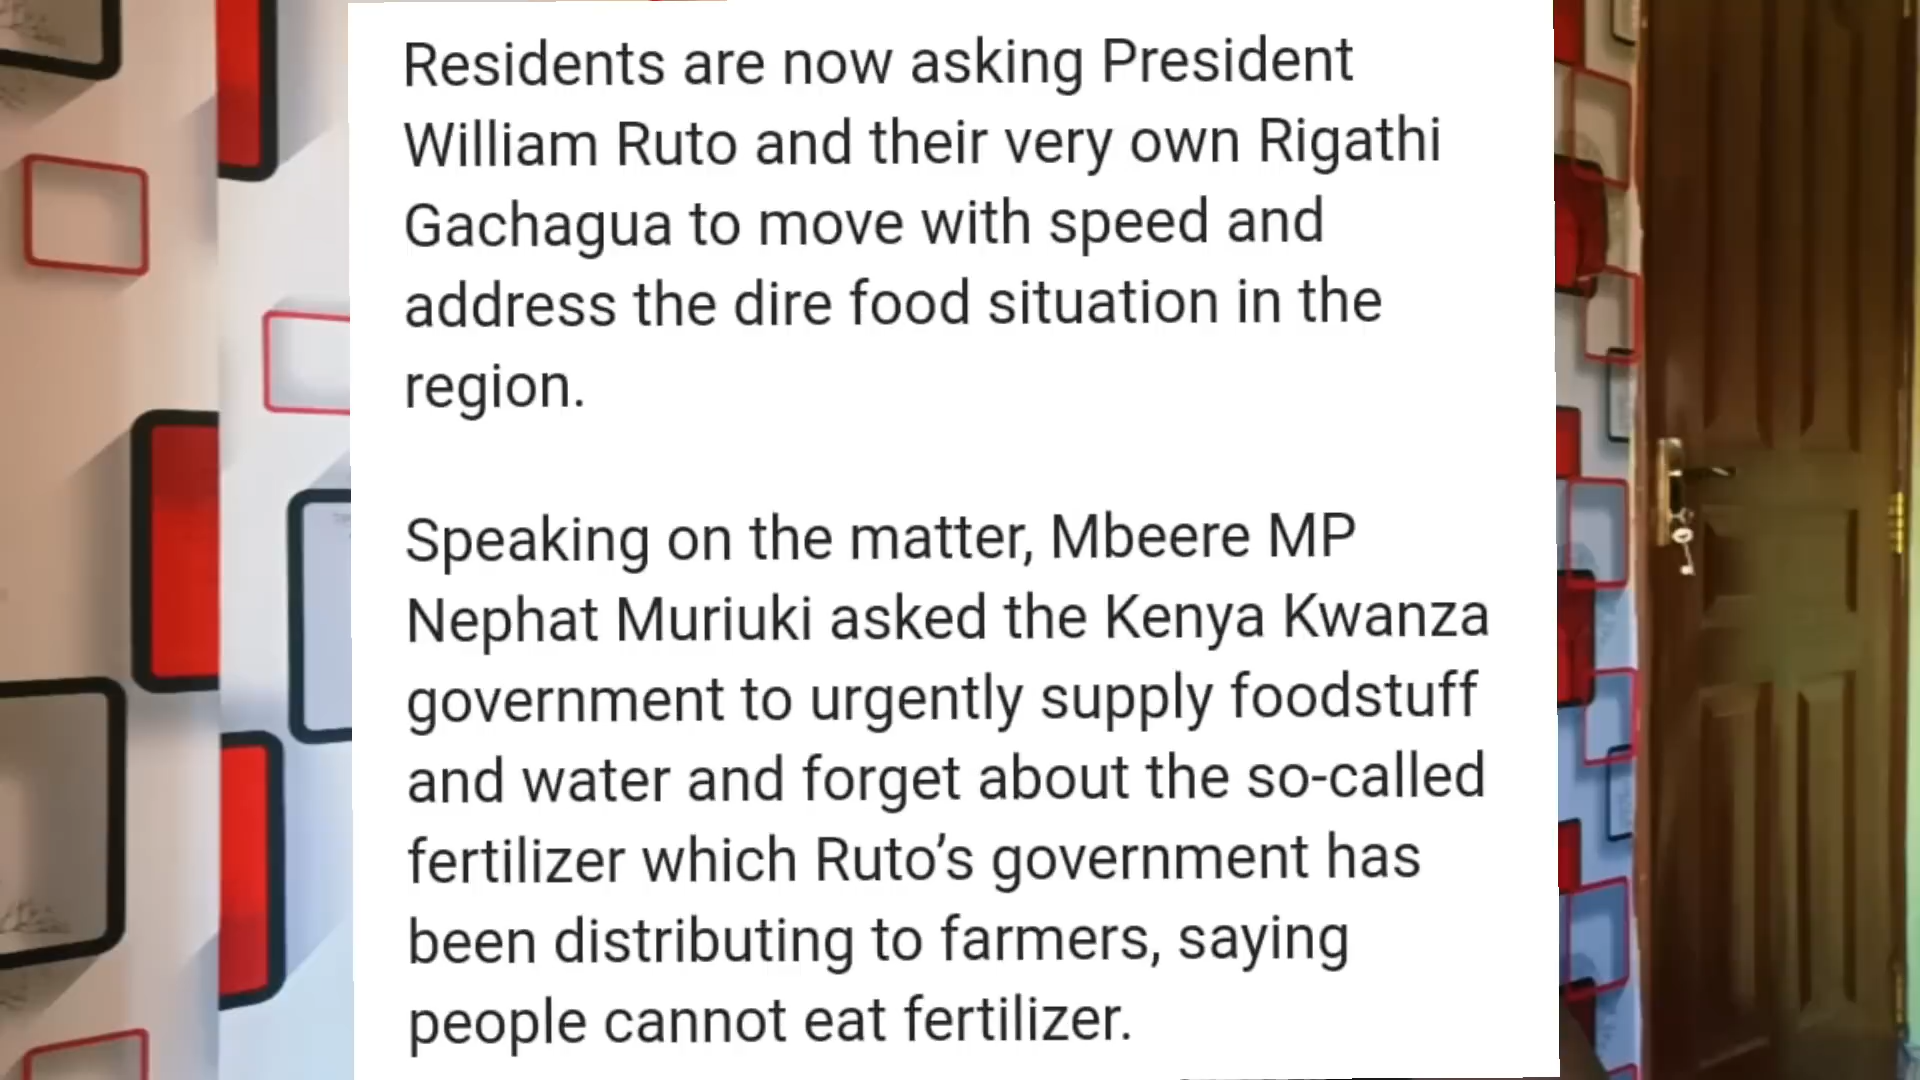 Residents are now asking President
William Ruto and their very own Rigathi
Gachagua to move with speed and
address the dire food situation in the
region.
Speaking on the matter, Mbeere MP
Nephat Muriuki asked the Kenya Kwanza
government to urgently supply foodstuff
and water and forget about the so-called
fertilizer which Ruto’s government has
been distributing to farmers, saying
people cannot eat fertilizer.